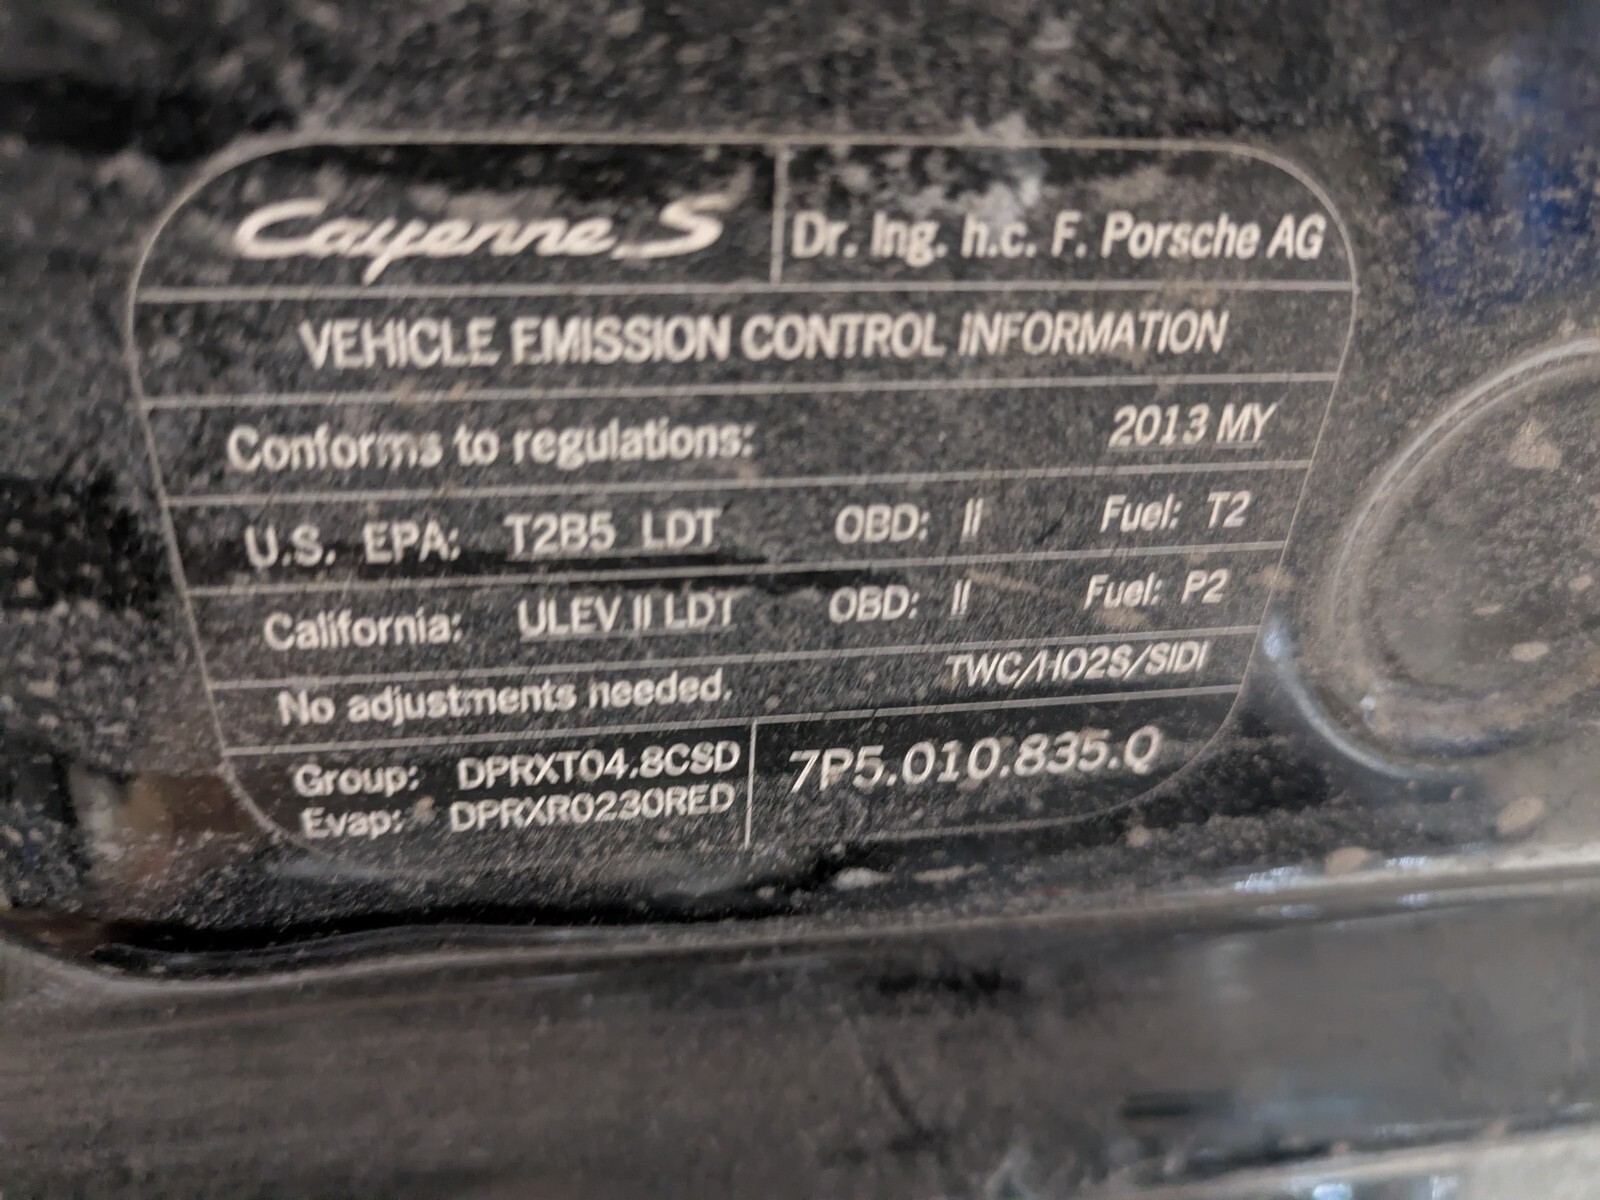 Cayenne S
Dr. Ing. h.c. F. Porsche AG
VEHICLE EMISSION CONTROL INFORMATION
Conforms to regulations: 2013 MY
U.S. EPA: T2B5 LDT OBD: II Fuel: T2
California: ULEV II LDT OBD: II Fuel: P2
No adjustments needed. TWC/HO2S/SIDI
Group: DPRXT04.8CSD
Evap: DPRXR0230RED
7P5.010.835.Q